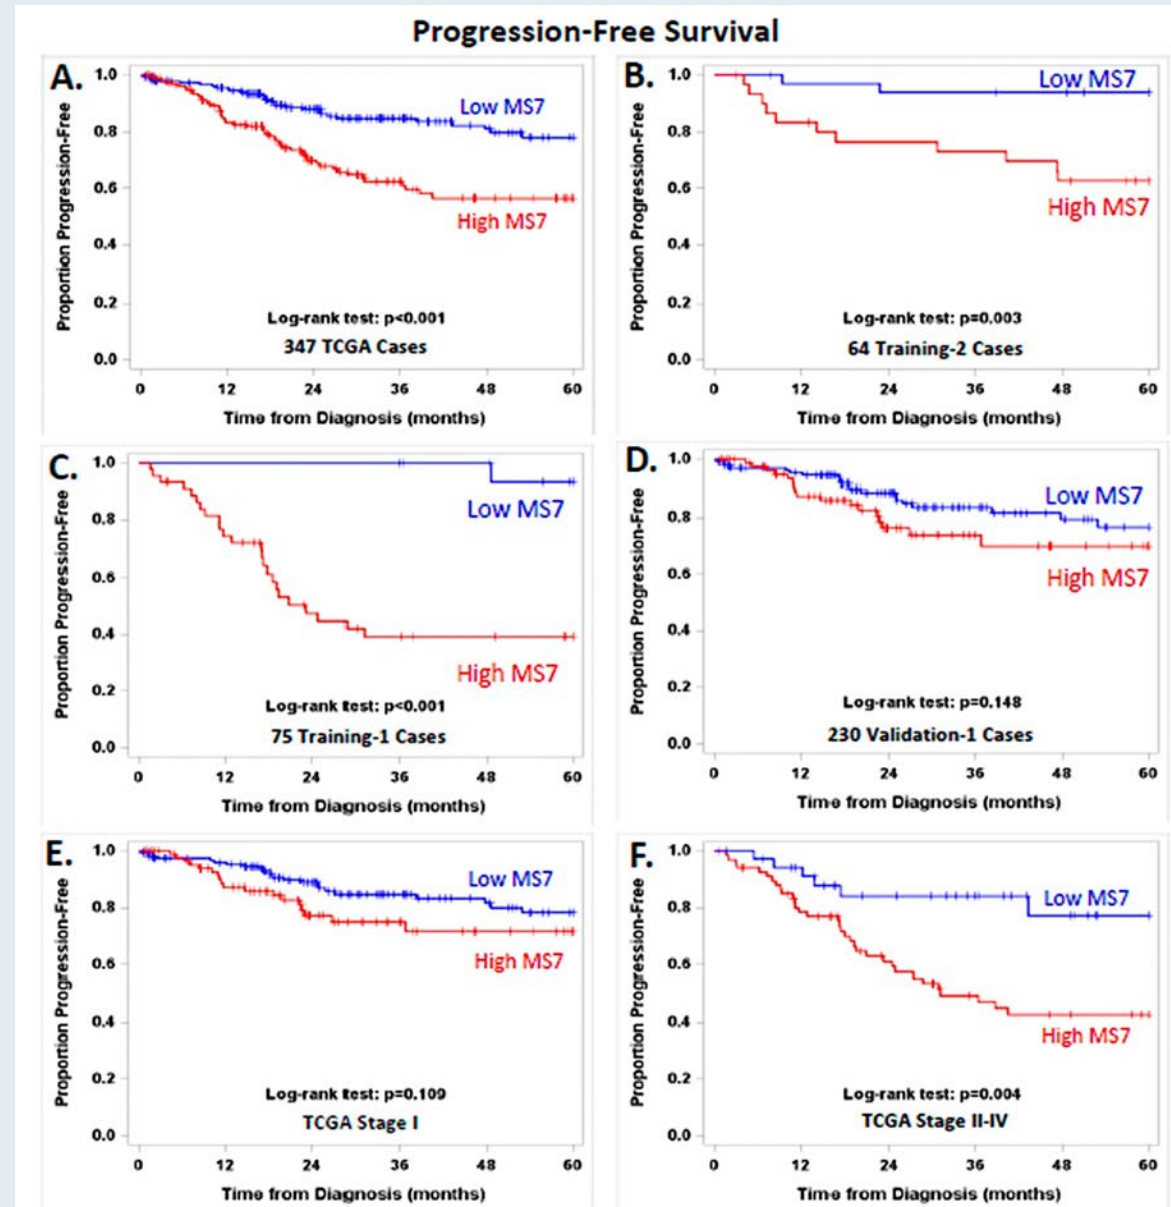 Progression-Free Survival
A.
Proportion Progression-Free
1.0
0.8
0.6
0.4
0.2
0.0
Low MS7
High MS7
Log-rank test: p<0.001
347 TCGA Cases
0 12 24 36 48 60
Time from Diagnosis (months)
B.
Proportion Progression-Free
1.0
0.8
0.6
0.4
0.2
0.0
Low MS7
High MS7
Log-rank test: p=0.003
64 Training-2 Cases
0 12 24 36 48 60
Time from Diagnosis (months)
C.
Proportion Progression-Free
1.0
0.8
0.6
0.4
0.2
0.0
Low MS7
High MS7
Log-rank test: p<0.001
75 Training-1 Cases
0 12 24 36 48 60
Time from Diagnosis (months)
D.
Proportion Progression-Free
1.0
0.8
0.6
0.4
0.2
0.0
Low MS7
High MS7
Log-rank test: p=0.148
230 Validation-1 Cases
0 12 24 36 48 60
Time from Diagnosis (months)
E.
Proportion Progression-Free
1.0
0.8
0.6
0.4
0.2
0.0
Low MS7
High MS7
Log-rank test: p=0.109
TCGA Stage I
0 12 24 36 48 60
Time from Diagnosis (months)
F.
Proportion Progression-Free
1.0
0.8
0.6
0.4
0.2
0.0
Low MS7
High MS7
Log-rank test: p=0.004
TCGA Stage II-IV
0 12 24 36 48 60
Time from Diagnosis (months)